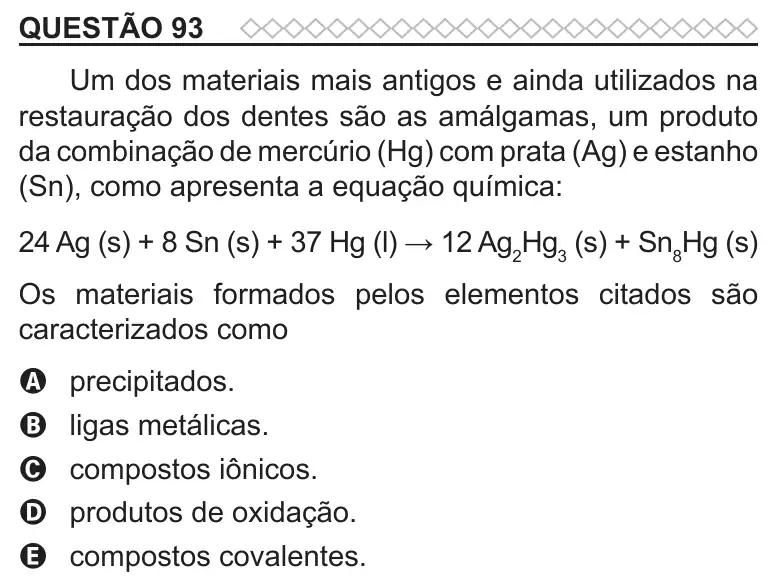 QUESTÃO 93
Um dos materiais mais antigos e ainda utilizados na
restauração dos dentes são as amálgamas, um produto
da combinação de mercúrio (Hg) com prata (Ag) e estanho
(Sn), como apresenta a equação química:
24 Ag (s) + 8 Sn (s) + 37 Hg (l) → 12 Ag₂Hg₃ (s) + Sn₈Hg (s)
Os materiais formados pelos elementos citados são
caracterizados como
A precipitados.
B ligas metálicas.
C compostos iônicos.
D produtos de oxidação.
E compostos covalentes.